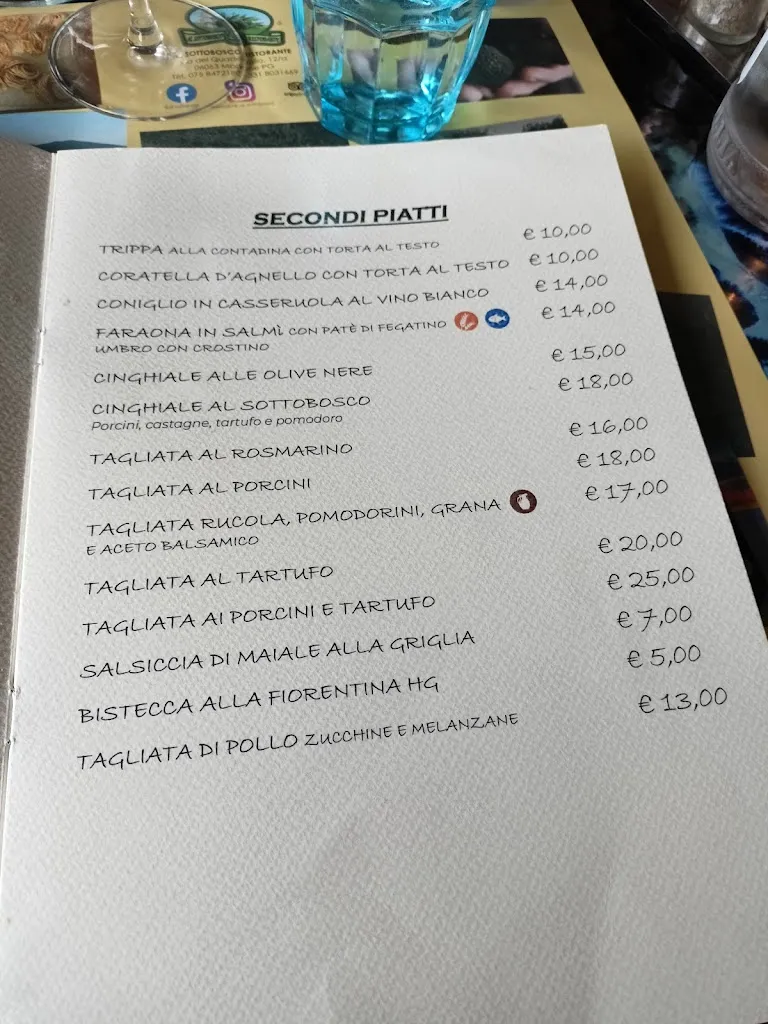 SOTTOBOSCO RISTORANTE
SECONDI PIATTI
TRIPPA ALLA CONTADINA CON TORTA AL TESTO € 10,00
CORATELLA D'AGNELLO CON TORTA AL TESTO € 10,00
CONIGLIO IN CASSERUOLA AL VINO BIANCO € 14,00
FARAONA IN SALMÌ CON PATÈ DI FEGATINO € 14,00
UMBRO CON CROSTINO
CINGHIALE ALLE OLIVE NERE € 15,00
CINGHIALE AL SOTTOBOSCO € 18,00
Porcini, castagne, tartufo e pomodoro
TAGLIATA AL ROSMARINO € 16,00
TAGLIATA AL PORCINI € 18,00
TAGLIATA RUCOLA, POMODORINI, GRANA € 17,00
E ACETO BALSAMICO
TAGLIATA AL TARTUFO € 20,00
TAGLIATA AI PORCINI E TARTUFO € 25,00
SALSICCIA DI MAIALE ALLA GRIGLIA € 7,00
BISTECCA ALLA FIORENTINA HG € 5,00
TAGLIATA DI POLLO ZUCCHINE E MELANZANE € 13,00